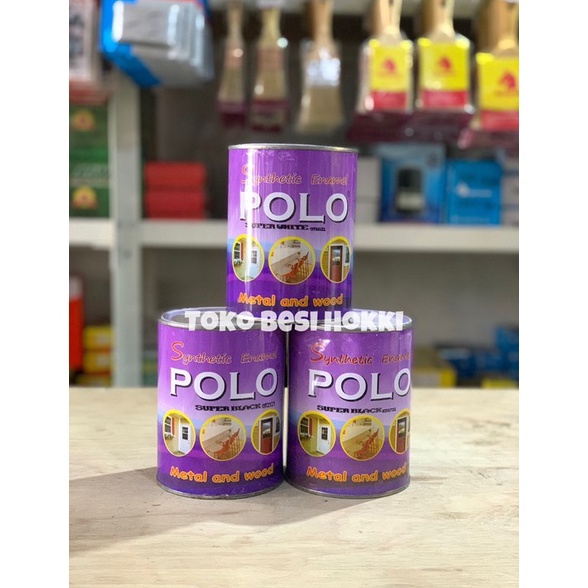 Synthetic Enamel
POLO
SUPER WHITE
Metal and wood
TOKO BESI HOKKI
Synthetic Enamel
POLO
SUPER BLACK
Metal and wood
Synthetic Enamel
POLO
SUPER BLACK
Metal and wood